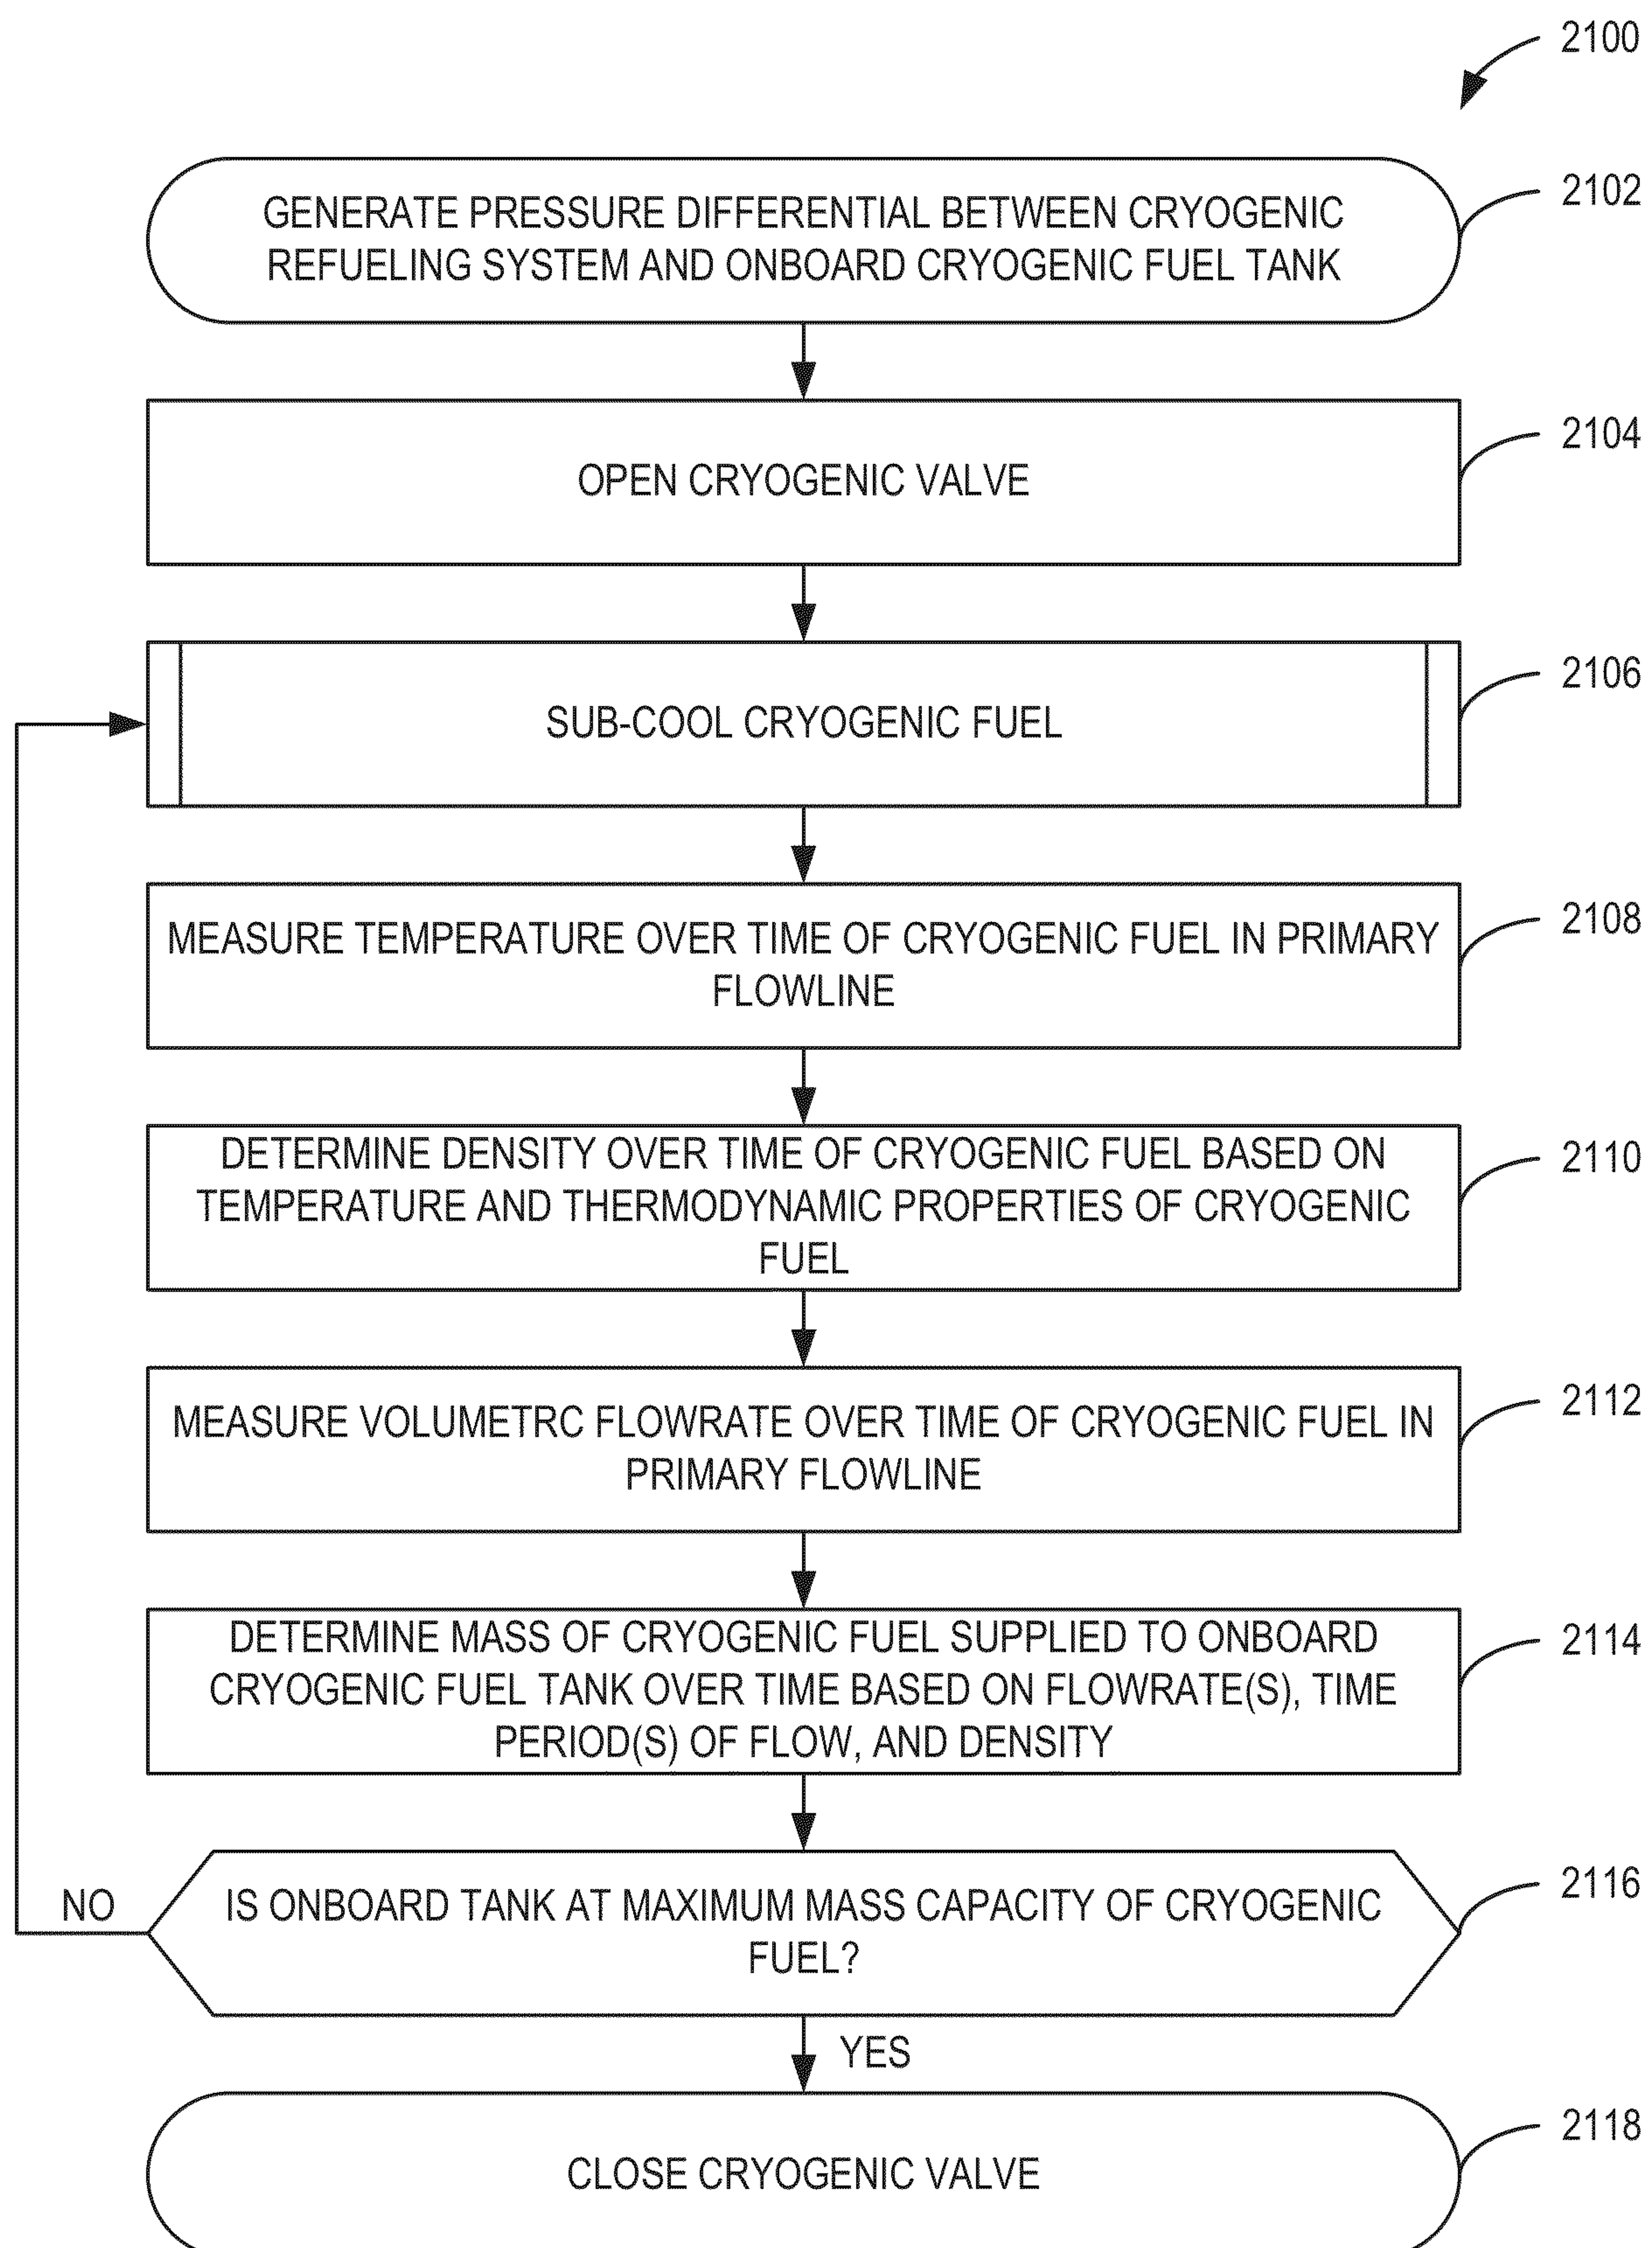 2100
GENERATE PRESSURE DIFFERENTIAL BETWEEN CRYOGENIC
REFUELING SYSTEM AND ONBOARD CRYOGENIC FUEL TANK
2102
OPEN CRYOGENIC VALVE
2104
SUB-COOL CRYOGENIC FUEL
2106
MEASURE TEMPERATURE OVER TIME OF CRYOGENIC FUEL IN PRIMARY
FLOWLINE
2108
DETERMINE DENSITY OVER TIME OF CRYOGENIC FUEL BASED ON
TEMPERATURE AND THERMODYNAMIC PROPERTIES OF CRYOGENIC
FUEL
2110
MEASURE VOLUMETRC FLOWRATE OVER TIME OF CRYOGENIC FUEL IN
PRIMARY FLOWLINE
2112
DETERMINE MASS OF CRYOGENIC FUEL SUPPLIED TO ONBOARD
CRYOGENIC FUEL TANK OVER TIME BASED ON FLOWRATE(S), TIME
PERIOD(S) OF FLOW, AND DENSITY
2114
NO
IS ONBOARD TANK AT MAXIMUM MASS CAPACITY OF CRYOGENIC
FUEL?
2116
YES
CLOSE CRYOGENIC VALVE
2118